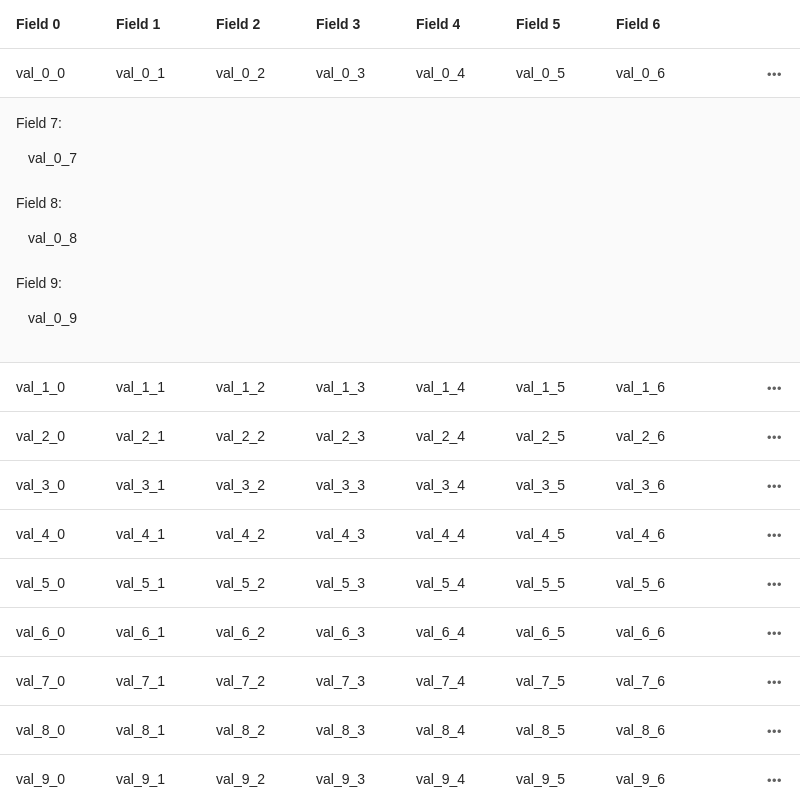 Field 0 Field 1 Field 2 Field 3 Field 4 Field 5 Field 6
val_0_0 val_0_1 val_0_2 val_0_3 val_0_4 val_0_5 val_0_6 •••
Field 7:
val_0_7
Field 8:
val_0_8
Field 9:
val_0_9
val_1_0 val_1_1 val_1_2 val_1_3 val_1_4 val_1_5 val_1_6 •••
val_2_0 val_2_1 val_2_2 val_2_3 val_2_4 val_2_5 val_2_6 •••
val_3_0 val_3_1 val_3_2 val_3_3 val_3_4 val_3_5 val_3_6 •••
val_4_0 val_4_1 val_4_2 val_4_3 val_4_4 val_4_5 val_4_6 •••
val_5_0 val_5_1 val_5_2 val_5_3 val_5_4 val_5_5 val_5_6 •••
val_6_0 val_6_1 val_6_2 val_6_3 val_6_4 val_6_5 val_6_6 •••
val_7_0 val_7_1 val_7_2 val_7_3 val_7_4 val_7_5 val_7_6 •••
val_8_0 val_8_1 val_8_2 val_8_3 val_8_4 val_8_5 val_8_6 •••
val_9_0 val_9_1 val_9_2 val_9_3 val_9_4 val_9_5 val_9_6 •••